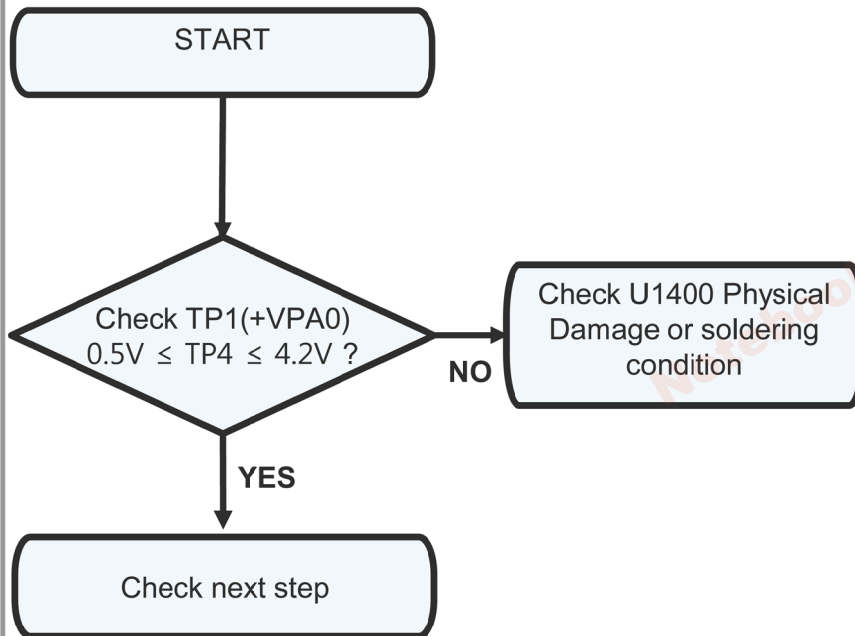 START
Check TP1(+VPA0)
0.5V ≤ TP4 ≤ 4.2V ?
NO
Check U1400 Physical
Damage or soldering
condition
YES
Check next step